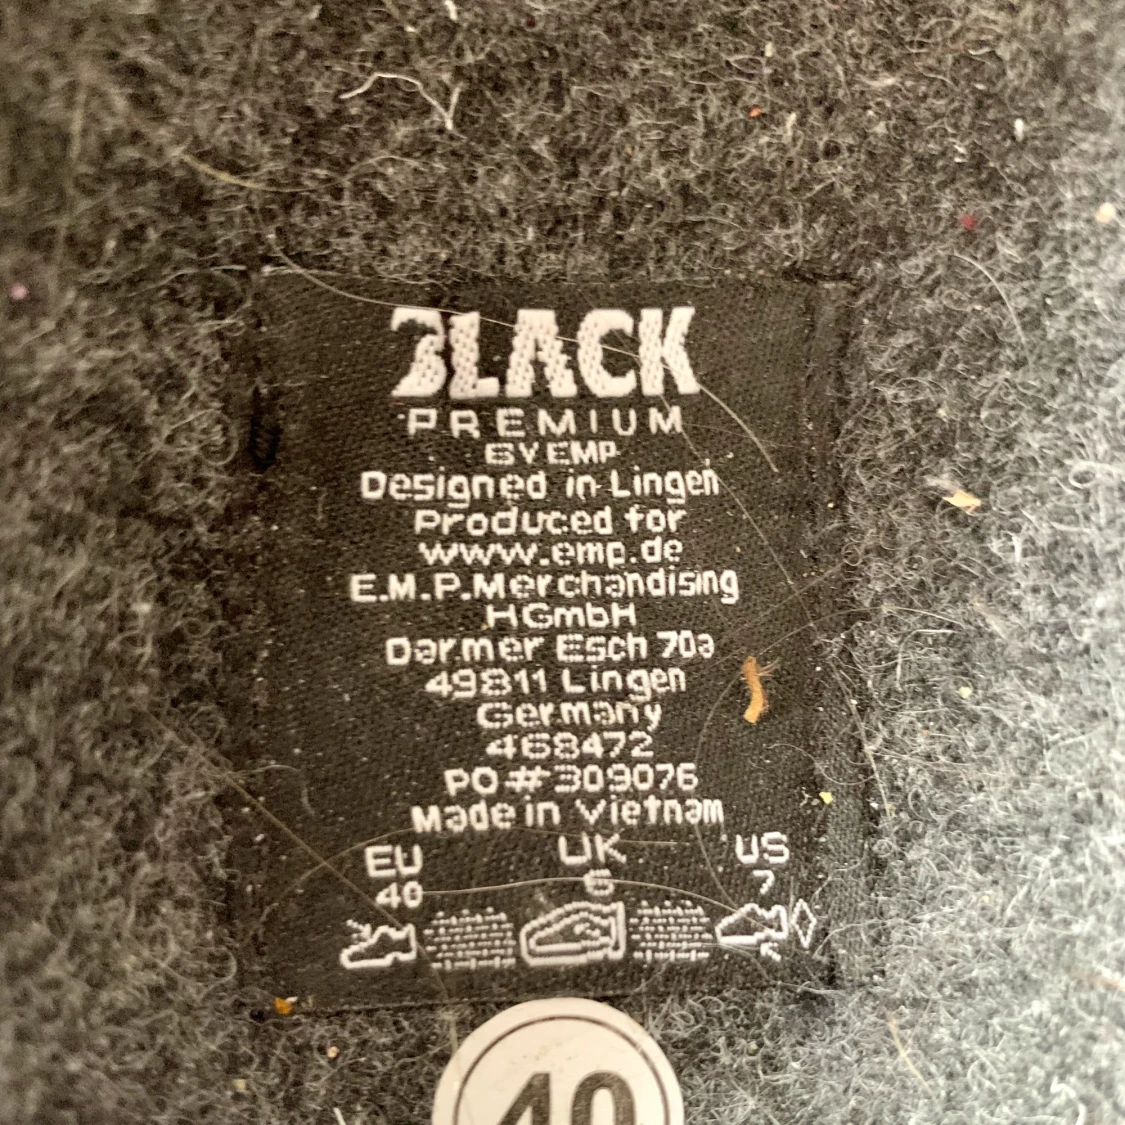 BLACK
PREMIUM
BY EMP
Designed in Lingen
Produced for
www.emp.de
E.M.P.Merchandising
HGmbH
Darmer Esch 70a
49811 Lingen
Germany
468472
PO#309076
Made in Vietnam
EU UK US
40 6 7
40